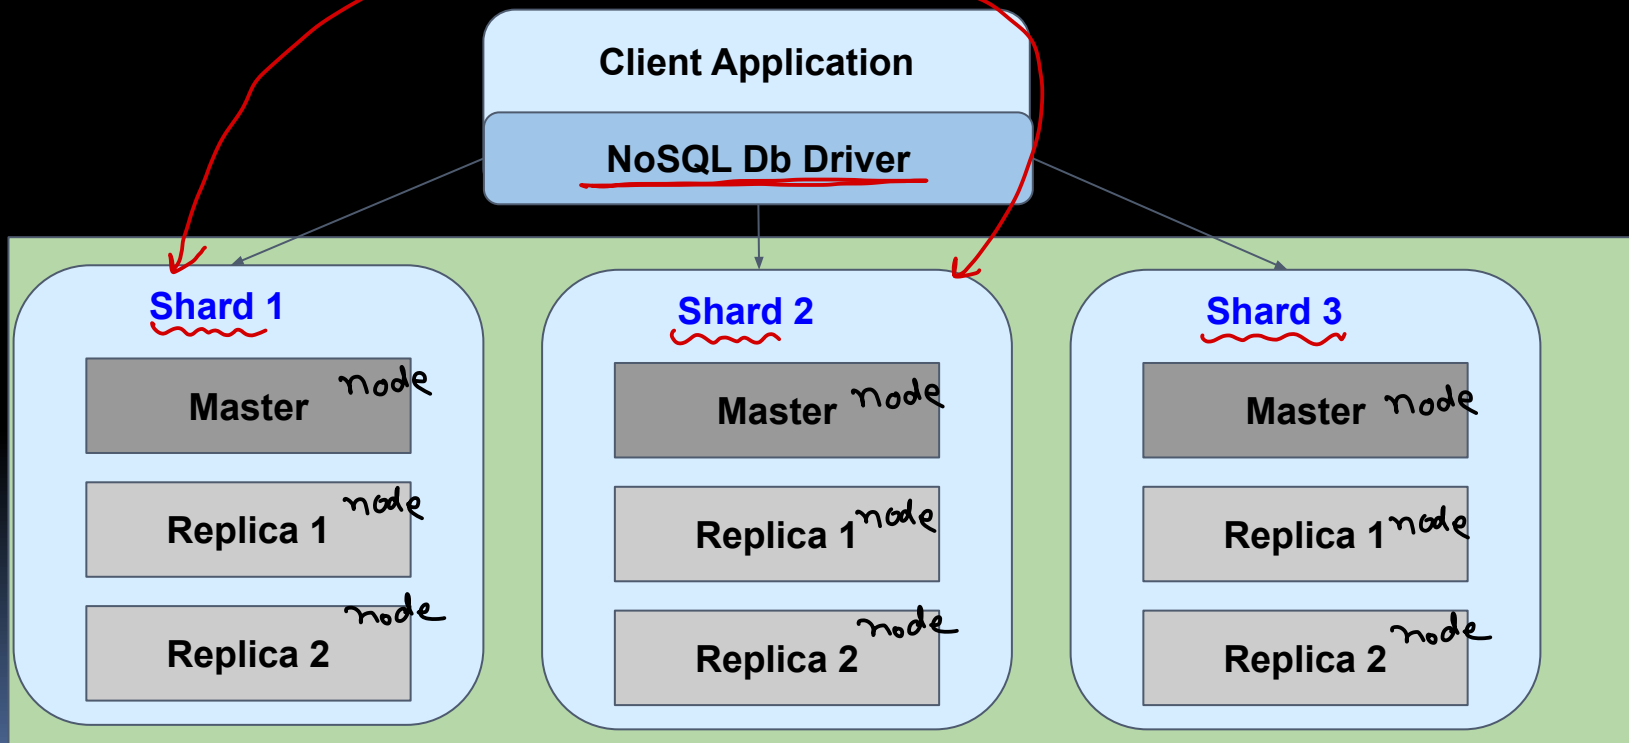 Client Application
NoSQL Db Driver
Shard 1
Master node
Replica 1 node
Replica 2 node
Shard 2
Master node
Replica 1 node
Replica 2 node
Shard 3
Master node
Replica 1 node
Replica 2 node